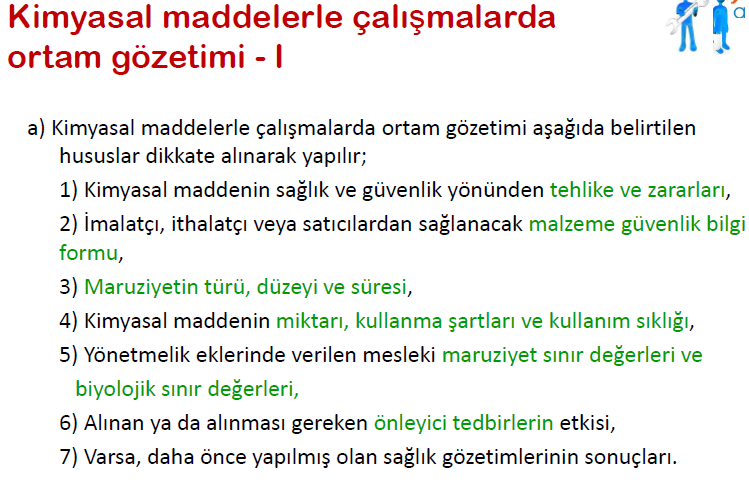 Kimyasal maddelerle çalışmalarda
ortam gözetimi - I
a) Kimyasal maddelerle çalışmalarda ortam gözetimi aşağıda belirtilen
hususlar dikkate alınarak yapılır;
1) Kimyasal maddenin sağlık ve güvenlik yönünden tehlike ve zararları,
2) İmalatçı, ithalatçı veya satıcılardan sağlanacak malzeme güvenlik bilgi
formu,
3) Maruziyetin türü, düzeyi ve süresi,
4) Kimyasal maddenin miktarı, kullanma şartları ve kullanım sıklığı,
5) Yönetmelik eklerinde verilen mesleki maruziyet sınır değerleri ve
biyolojik sınır değerleri,
6) Alınan ya da alınması gereken önleyici tedbirlerin etkisi,
7) Varsa, daha önce yapılmış olan sağlık gözetimlerinin sonuçları.